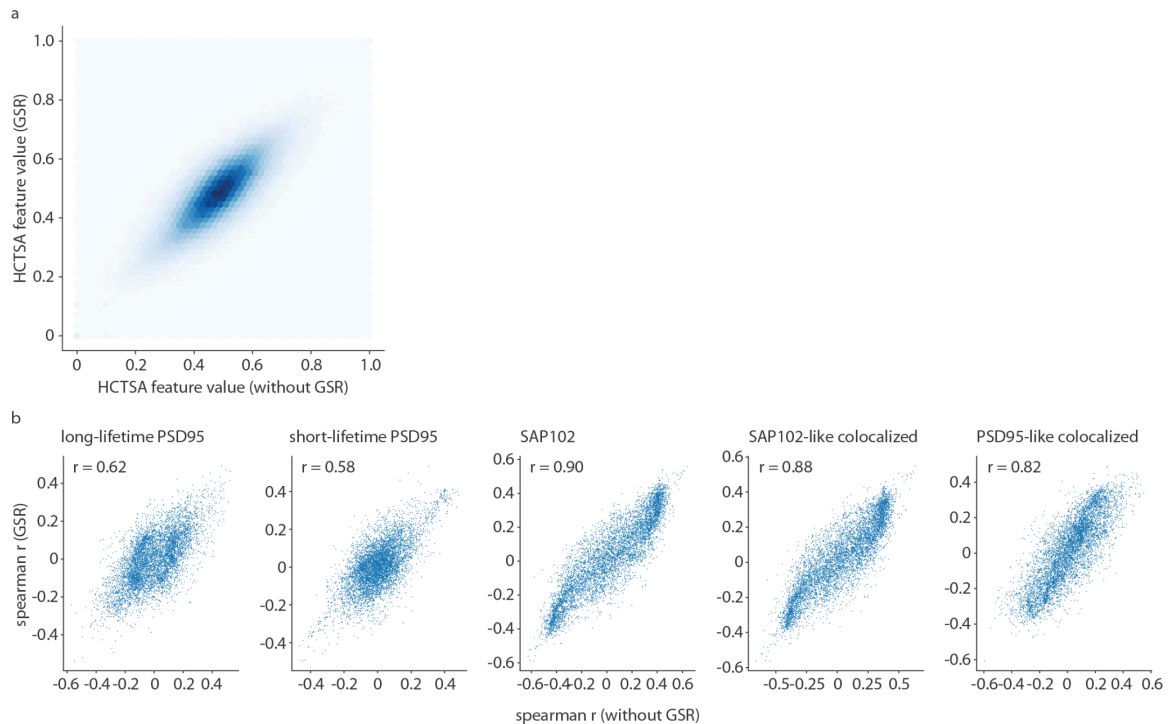 a
1.0
0.8
0.6
0.4
0.2
0
HCTSA feature value (GSR)
0 0.2 0.4 0.6 0.8 1.0
HCTSA feature value (without GSR)
b
long-lifetime PSD95
r = 0.62
0.4
0.2
0
-0.2
-0.4
-0.6 -0.4 -0.2 0 0.2 0.4
short-lifetime PSD95
r = 0.58
0.4
0.2
0
-0.2
-0.4
-0.4 -0.2 0 0.2 0.4
SAP102
r = 0.90
0.6
0.4
0.2
0
-0.2
-0.4
-0.6
-0.6 -0.4 -0.2 0 0.2 0.4 0.6
SAP102-like colocalized
r = 0.88
0.6
0.4
0.2
0
-0.2
-0.4
-0.6
-0.5 -0.25 0 0.25 0.5
PSD95-like colocalized
r = 0.82
0.4
0.2
0
-0.2
-0.4
-0.6
-0.6 -0.4 -0.2 0 0.2 0.4 0.6
spearman r (GSR)
spearman r (without GSR)